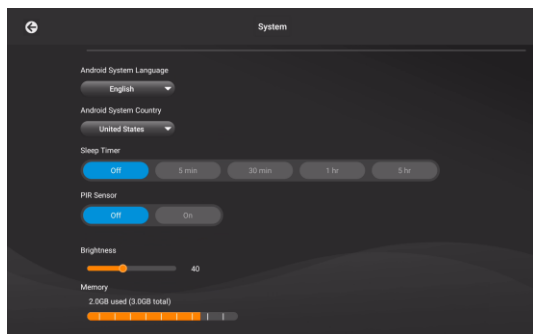 System
Android System Language
English
Android System Country
United States
Sleep Timer
Off 5 min 30 min 1 hr 5 hr
PIR Sensor
Off On
Brightness
40
Memory
2.0GB used (3.0GB total)